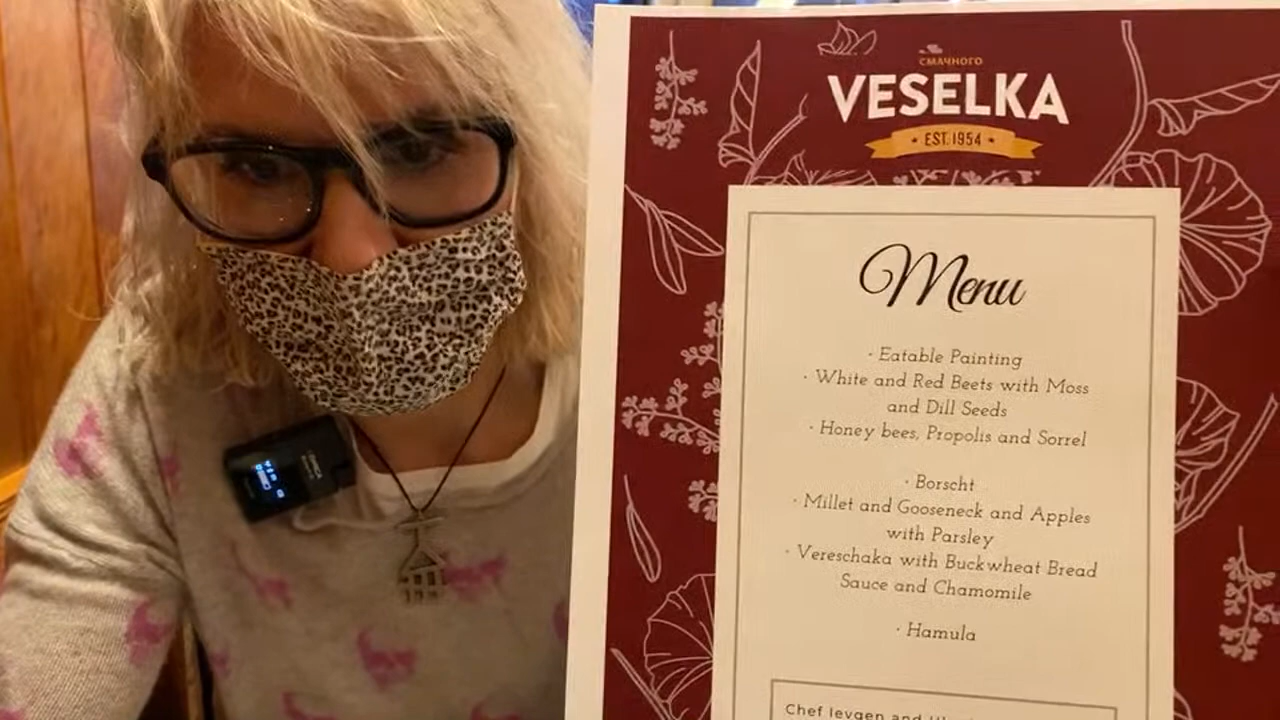 СМАЧНОГО
VESELKA
EST. 1954
Menu
· Eatable Painting
· White and Red Beets with Moss
and Dill Seeds
· Honey bees, Propolis and Sorrel
· Borscht
· Millet and Gooseneck and Apples
with Parsley
· Vereschaka with Buckwheat Bread
Sauce and Chamomile
· Hamula
Chef Ievgen and